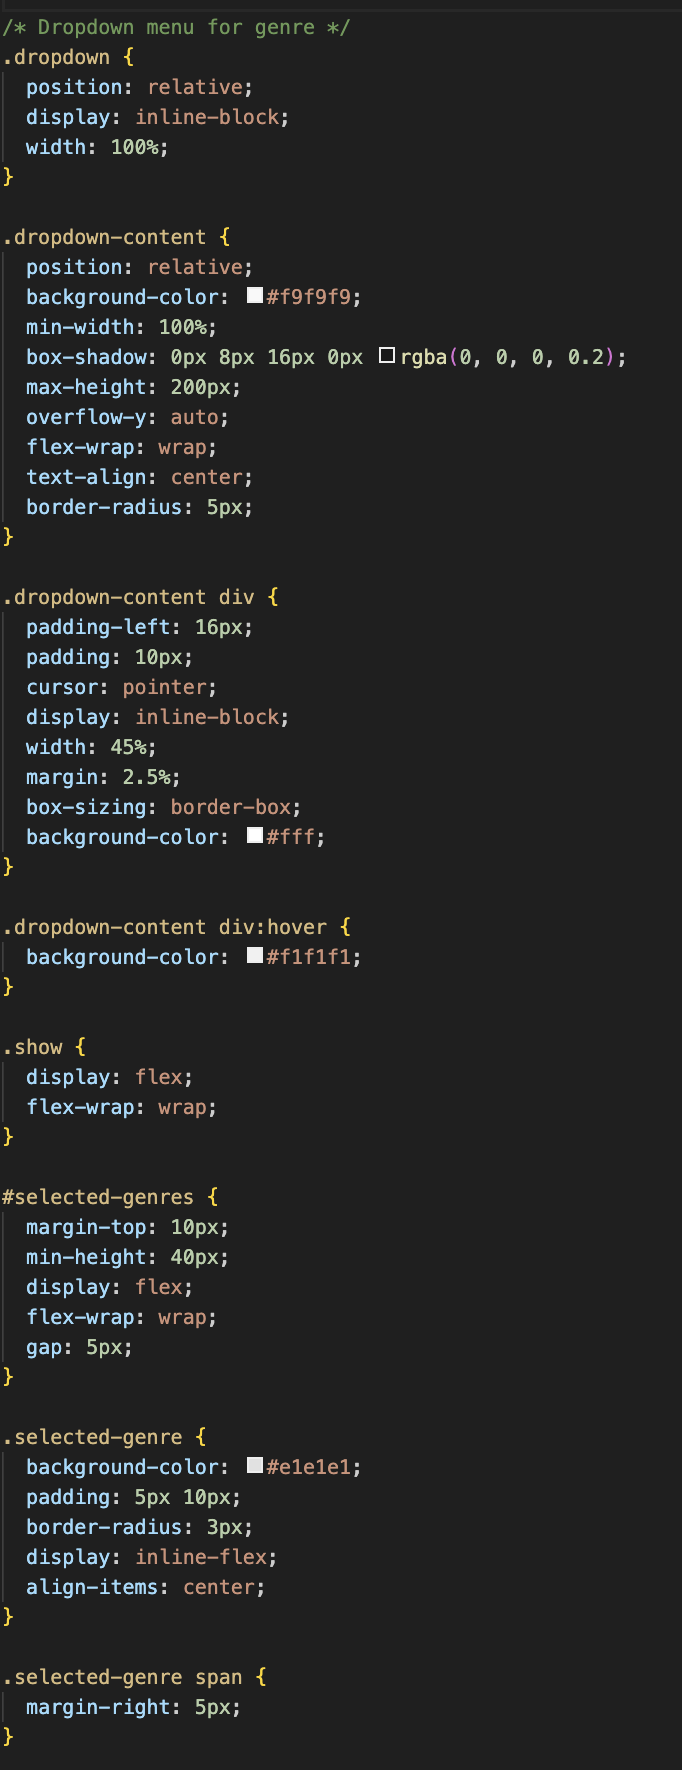 /* Dropdown menu for genre */
.dropdown {
  position: relative;
  display: inline-block;
  width: 100%;
}

.dropdown-content {
  position: relative;
  background-color: #f9f9f9;
  min-width: 100%;
  box-shadow: 0px 8px 16px 0px rgba(0, 0, 0, 0.2);
  max-height: 200px;
  overflow-y: auto;
  flex-wrap: wrap;
  text-align: center;
  border-radius: 5px;
}

.dropdown-content div {
  padding-left: 16px;
  padding: 10px;
  cursor: pointer;
  display: inline-block;
  width: 45%;
  margin: 2.5%;
  box-sizing: border-box;
  background-color: #fff;
}

.dropdown-content div:hover {
  background-color: #f1f1f1;
}

.show {
  display: flex;
  flex-wrap: wrap;
}

#selected-genres {
  margin-top: 10px;
  min-height: 40px;
  display: flex;
  flex-wrap: wrap;
  gap: 5px;
}

.selected-genre {
  background-color: #e1e1e1;
  padding: 5px 10px;
  border-radius: 3px;
  display: inline-flex;
  align-items: center;
}

.selected-genre span {
  margin-right: 5px;
}